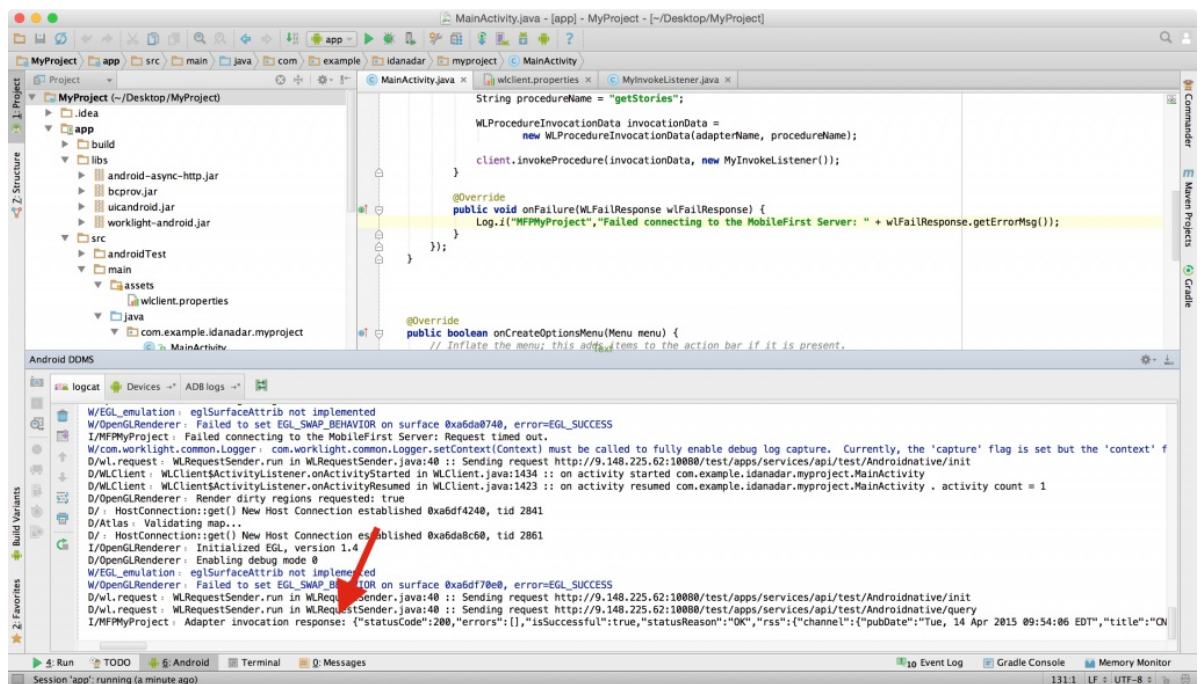 MainActivity.java - [app] - MyProject - [~/Desktop/MyProject]
app
MyProject app src main java com example idanadar myproject MainActivity
1: Project
Z: Structure
Build Variants
2: Favorites
Project
MyProject (~/Desktop/MyProject)
.idea
app
build
libs
android-async-http.jar
bcprov.jar
uicandroid.jar
worklight-android.jar
src
androidTest
main
assets
wlclient.properties
java
com.example.idanadar.myproject
MainActivity
MainActivity.java × wlclient.properties × MyInvokeListener.java ×
String procedureName = "getStories";
WLProcedureInvocationData invocationData =
new WLProcedureInvocationData(adapterName, procedureName);
client.invokeProcedure(invocationData, new MyInvokeListener());
}
@Override
public void onFailure(WLFailResponse wlFailResponse) {
Log.i("MFPMyProject","Failed connecting to the MobileFirst Server: " + wlFailResponse.getErrorMsg());
}
});
}
@Override
public boolean onCreateOptionsMenu(Menu menu) {
// Inflate the menu; this adds items to the action bar if it is present.
Text
Commander
Maven Projects
Gradle
Android DDMS
logcat Devices ADB logs
W/EGL_emulation﹕ eglSurfaceAttrib not implemented
W/OpenGLRenderer﹕ Failed to set EGL_SWAP_BEHAVIOR on surface 0xa6da0740, error=EGL_SUCCESS
I/MFPMyProject﹕ Failed connecting to the MobileFirst Server: Request timed out.
W/com.worklight.common.Logger﹕ com.worklight.common.Logger.setContext(Context) must be called to fully enable debug log capture. Currently, the 'capture' flag is set but the 'context' f
D/wl.request﹕ WLRequestSender.run in WLRequestSender.java:40 :: Sending request http://9.148.225.62:10080/test/apps/services/api/test/Androidnative/init
D/WLClient﹕ WLClient$ActivityListener.onActivityStarted in WLClient.java:1434 :: on activity started com.example.idanadar.myproject.MainActivity
D/WLClient﹕ WLClient$ActivityListener.onActivityResumed in WLClient.java:1423 :: on activity resumed com.example.idanadar.myproject.MainActivity . activity count = 1
D/OpenGLRenderer﹕ Render dirty regions requested: true
D/﹕ HostConnection::get() New Host Connection established 0xa6df4240, tid 2841
D/Atlas﹕ Validating map...
D/﹕ HostConnection::get() New Host Connection established 0xa6da8c60, tid 2861
I/OpenGLRenderer﹕ Initialized EGL, version 1.4
D/OpenGLRenderer﹕ Enabling debug mode 0
W/EGL_emulation﹕ eglSurfaceAttrib not implemented
W/OpenGLRenderer﹕ Failed to set EGL_SWAP_BEHAVIOR on surface 0xa6df70e0, error=EGL_SUCCESS
D/wl.request﹕ WLRequestSender.run in WLRequestSender.java:40 :: Sending request http://9.148.225.62:10080/test/apps/services/api/test/Androidnative/init
D/wl.request﹕ WLRequestSender.run in WLRequestSender.java:40 :: Sending request http://9.148.225.62:10080/test/apps/services/api/test/Androidnative/query
I/MFPMyProject﹕ Adapter invocation response: {"statusCode":200,"errors":[],"isSuccessful":true,"statusReason":"OK","rss":{"channel":{"pubDate":"Tue, 14 Apr 2015 09:54:06 EDT","title":"CN
4: Run TODO 6: Android Terminal 0: Messages 10 Event Log Gradle Console Memory Monitor
Session 'app': running (a minute ago) 131:1 LF UTF-8